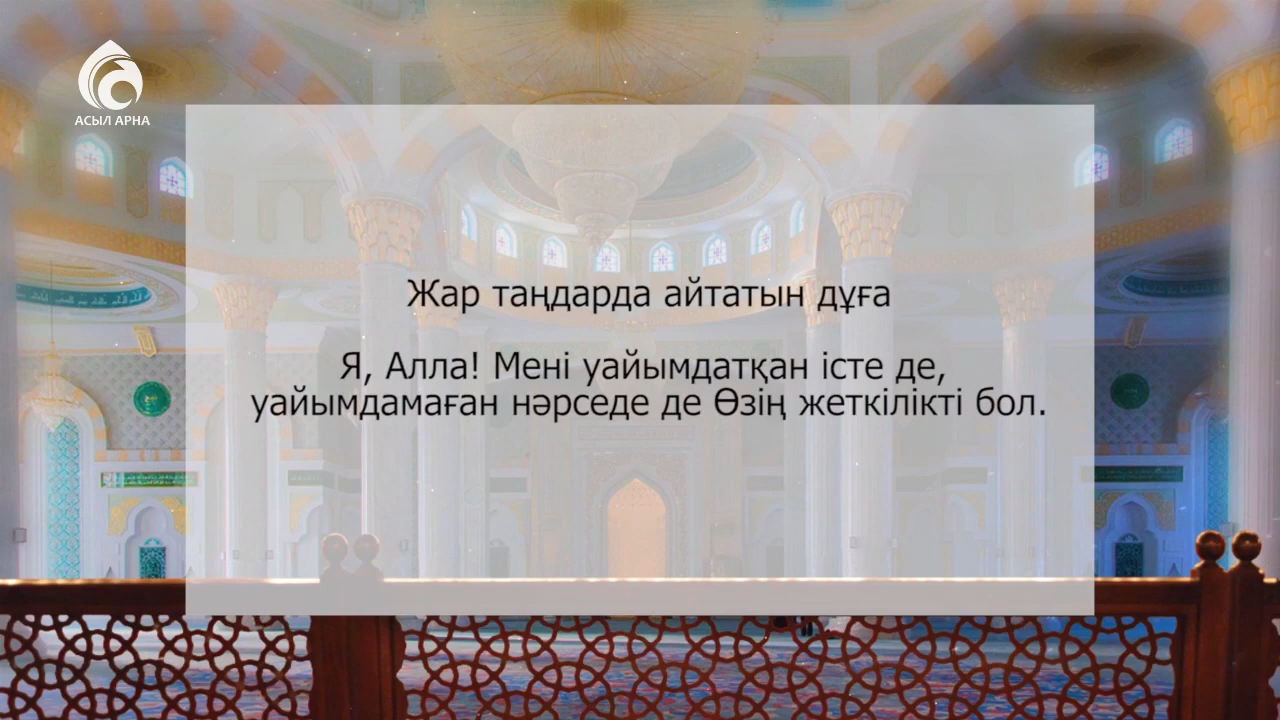 АСЫЛ АРНА
Жар таңдарда айтатын дұға
Я, Алла! Мені уайымдатқан істе де,
уайымдамаған нәрседе де Өзің жеткілікті бол.